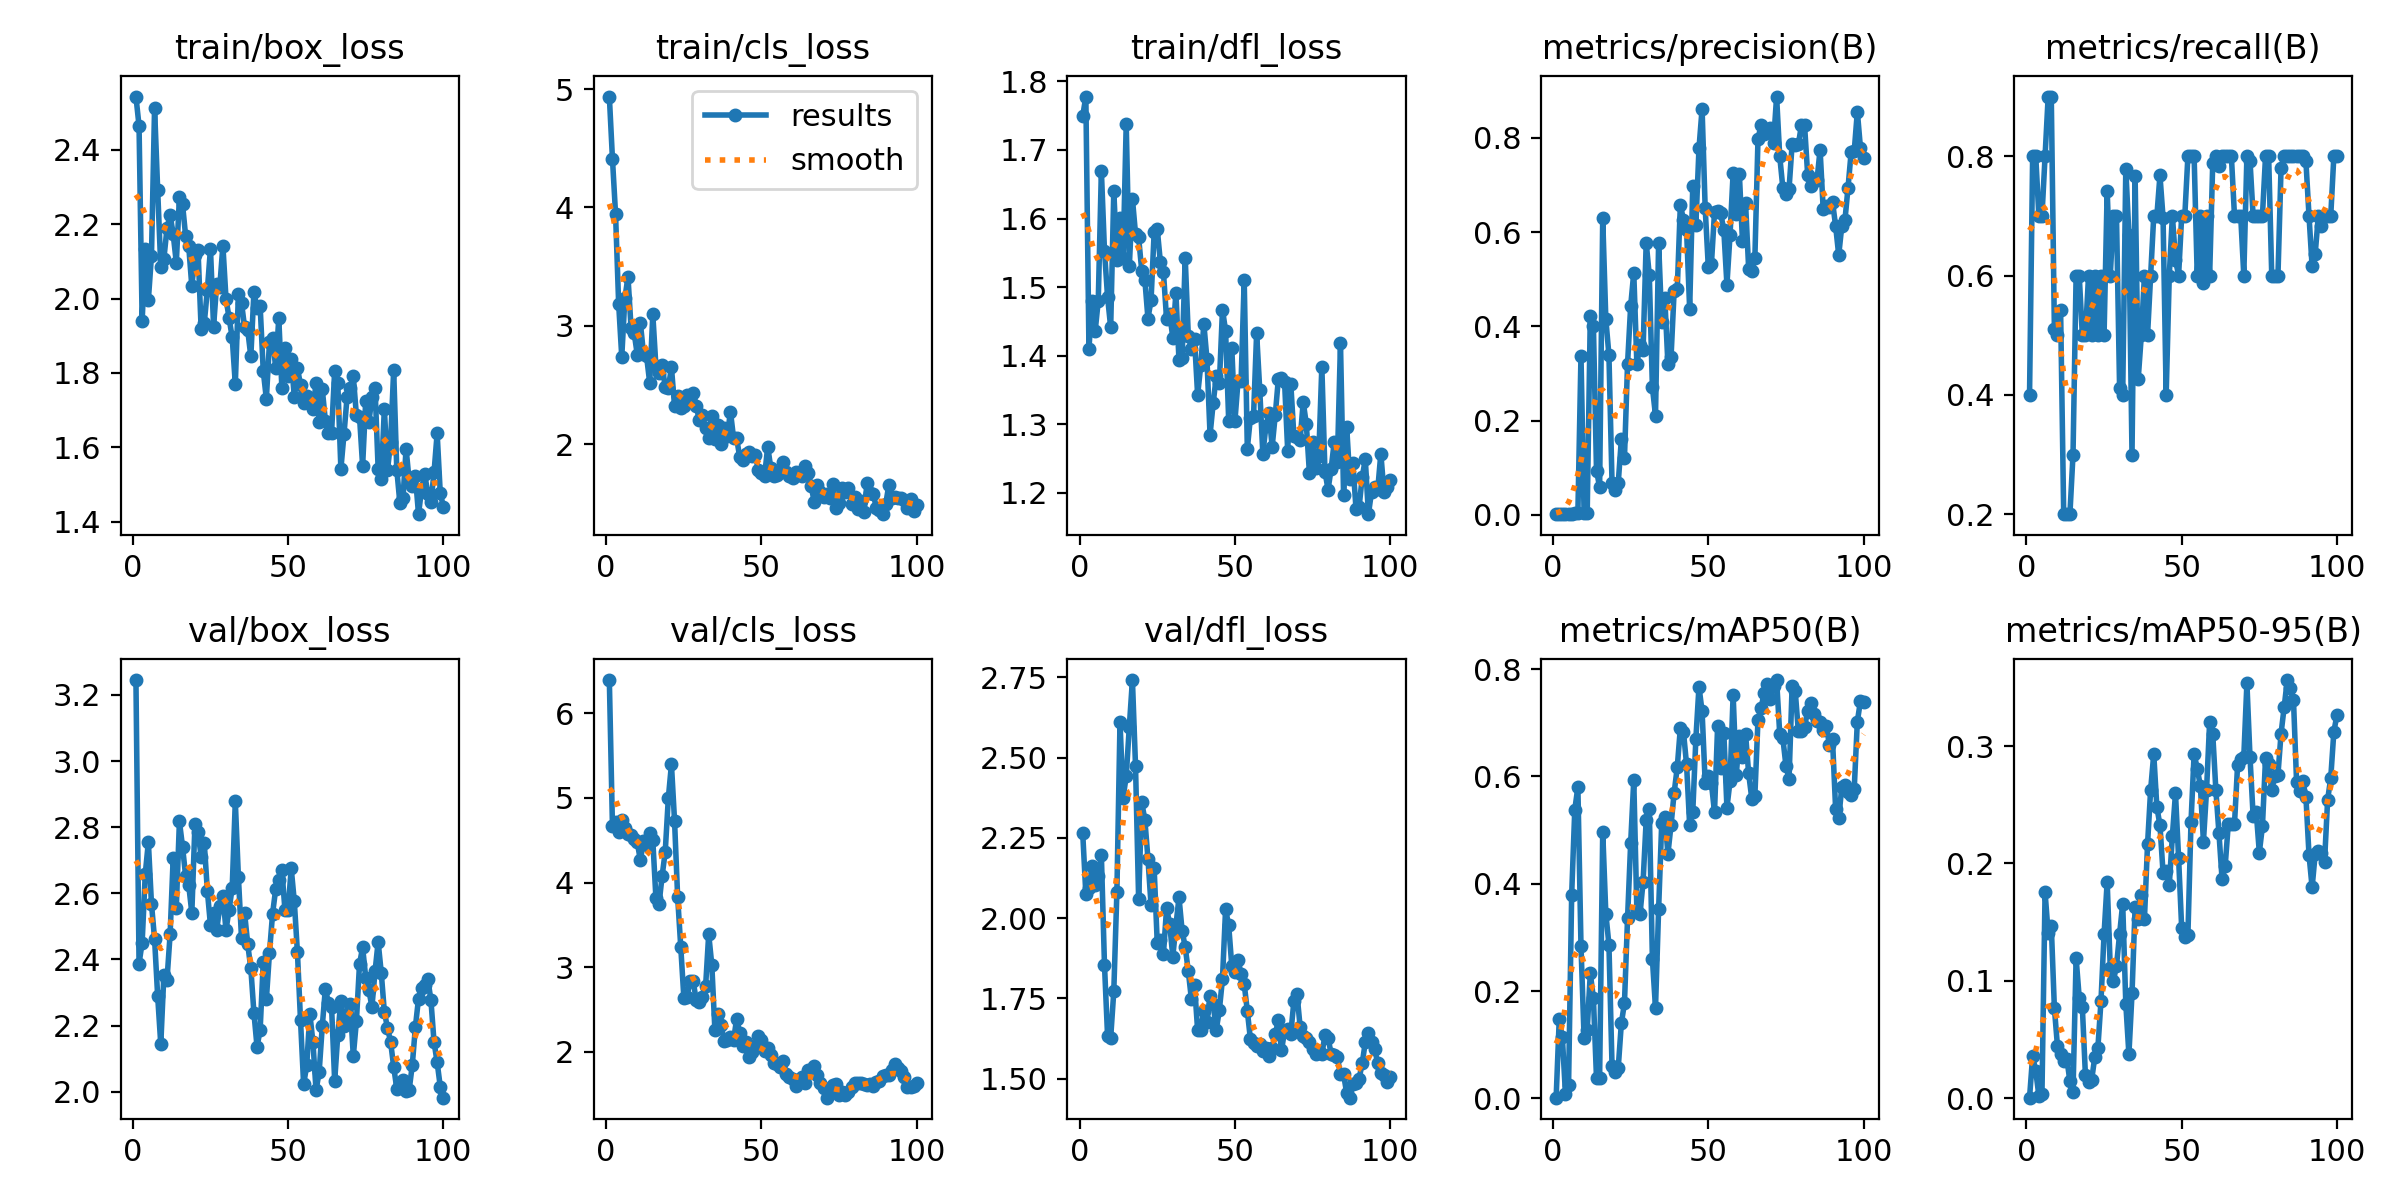 train/box_loss
2.4
2.2
2.0
1.8
1.6
1.4
0 50 100
train/cls_loss
5
4
3
2
results
smooth
0 50 100
train/dfl_loss
1.8
1.7
1.6
1.5
1.4
1.3
1.2
0 50 100
metrics/precision(B)
0.8
0.6
0.4
0.2
0.0
0 50 100
metrics/recall(B)
0.8
0.6
0.4
0.2
0 50 100
val/box_loss
3.2
3.0
2.8
2.6
2.4
2.2
2.0
0 50 100
val/cls_loss
6
5
4
3
2
0 50 100
val/dfl_loss
2.75
2.50
2.25
2.00
1.75
1.50
0 50 100
metrics/mAP50(B)
0.8
0.6
0.4
0.2
0.0
0 50 100
metrics/mAP50-95(B)
0.3
0.2
0.1
0.0
0 50 100